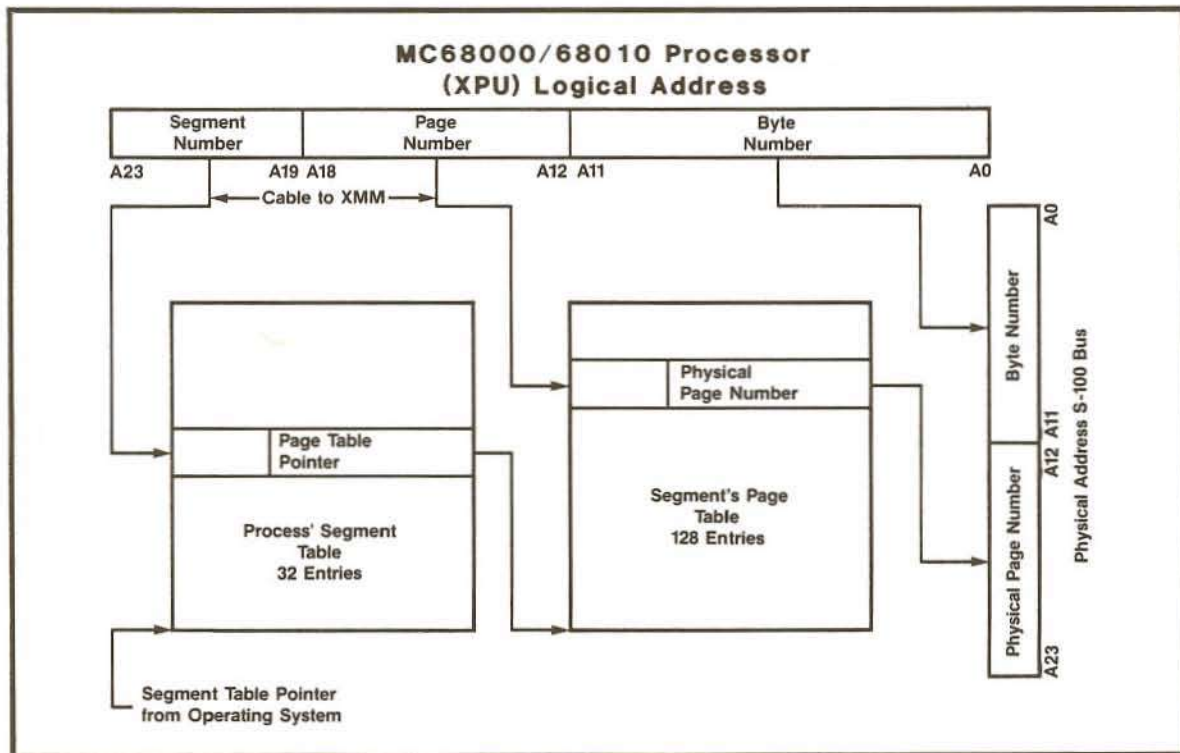 MC68000/68010 Processor
(XPU) Logical Address
Segment
Number
Page
Number
Byte
Number
A23
A19
A18
A12
A11
A0
Cable to XMM
Page Table
Pointer
Process' Segment
Table
32 Entries
Segment Table Pointer
from Operating System
Physical
Page Number
Segment's Page
Table
128 Entries
A0
Byte Number
A11
A12
Physical Page Number
A23
Physical Address S-100 Bus